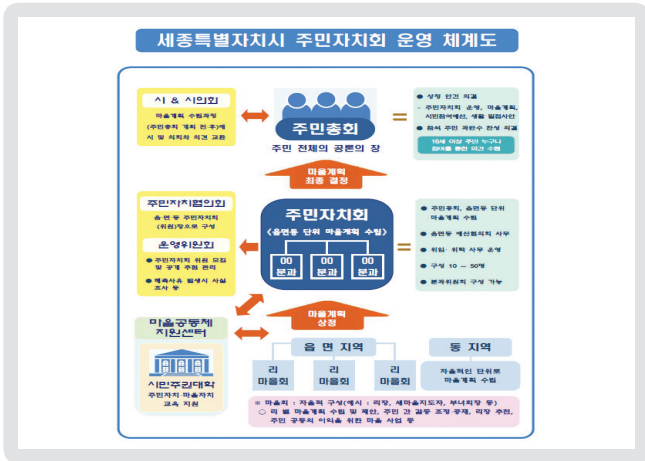 세종특별자치시 주민자치회 운영 체계도
시 & 시의회
마을계획 수립과정
(주민총회 개최 전·후)에
시 및 의회와 의견 교환
주민총회
주민 전체의 공론의 장
=
● 상정 안건 의결
- 주민자치회 운영, 마을계획,
시민참여예산, 생활 밀접사안
● 참여 주민 과반수 찬성 의결
18세 이상 주민 누구나
참여를 통한 의견 수렴
마을계획
최종 결정
주민자치협의회
읍·면·동 주민자치회
(위원)장으로 구성
운영위원회
● 주민자치회 위원 모집
및 공개 추첨 관리
● 해촉사유 발생시 사실
조사 등
주민자치회
<읍면동 단위 마을계획 수립>
00
분과
00
분과
00
분과
=
● 주민총회, 읍면동 단위
마을계획 수립
● 읍면동 예산협의회 사무
● 위임·위탁 사무 운영
● 구성 10 ~ 50명
● 분과위원회 구성 가능
마을계획
상정
마을공동체
지원센터
시민주권대학
주민자치·마을자치
교육 지원
읍 면 지역
리
마을회
리
마을회
리
마을회
동 지역
자율적인 단위로
마을계획 수립
※ 마을회 : 자율적 구성(예시 : 리장, 새마을지도자, 부녀회장 등)
○ 리 별 마을계획 수립 및 제안, 주민 간 갈등 조정·중재, 리장 추천,
주민 공동의 이익을 위한 마을 사업 등